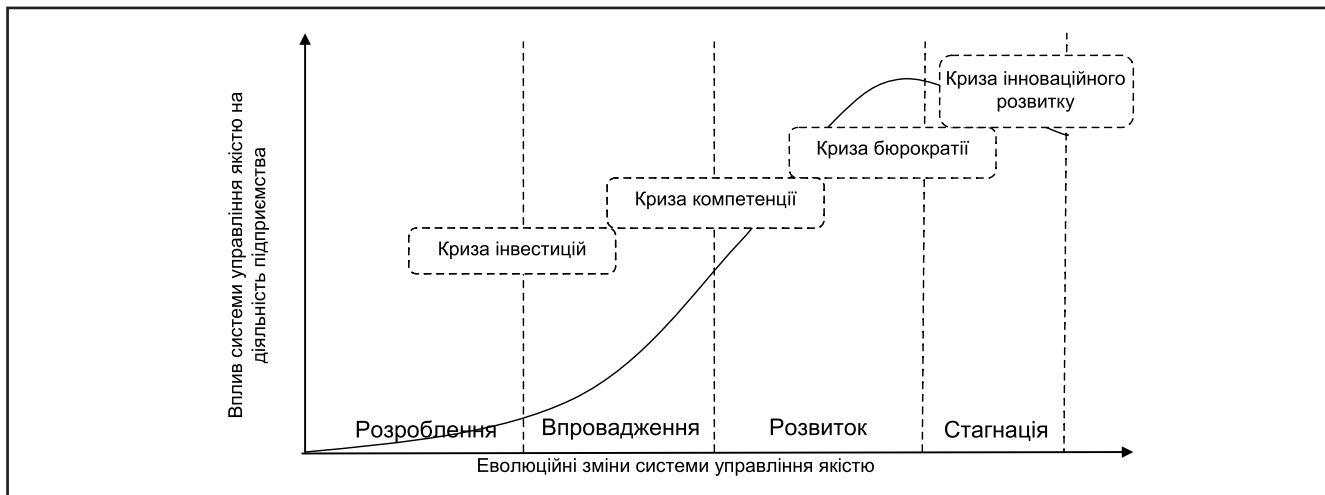 Вплив системи управління якістю на
діяльність підприємства
Криза інноваційного
розвитку
Криза бюрократії
Криза компетенції
Криза інвестицій
Розроблення
Впровадження
Розвиток
Стагнація
Еволюційні зміни системи управління якістю